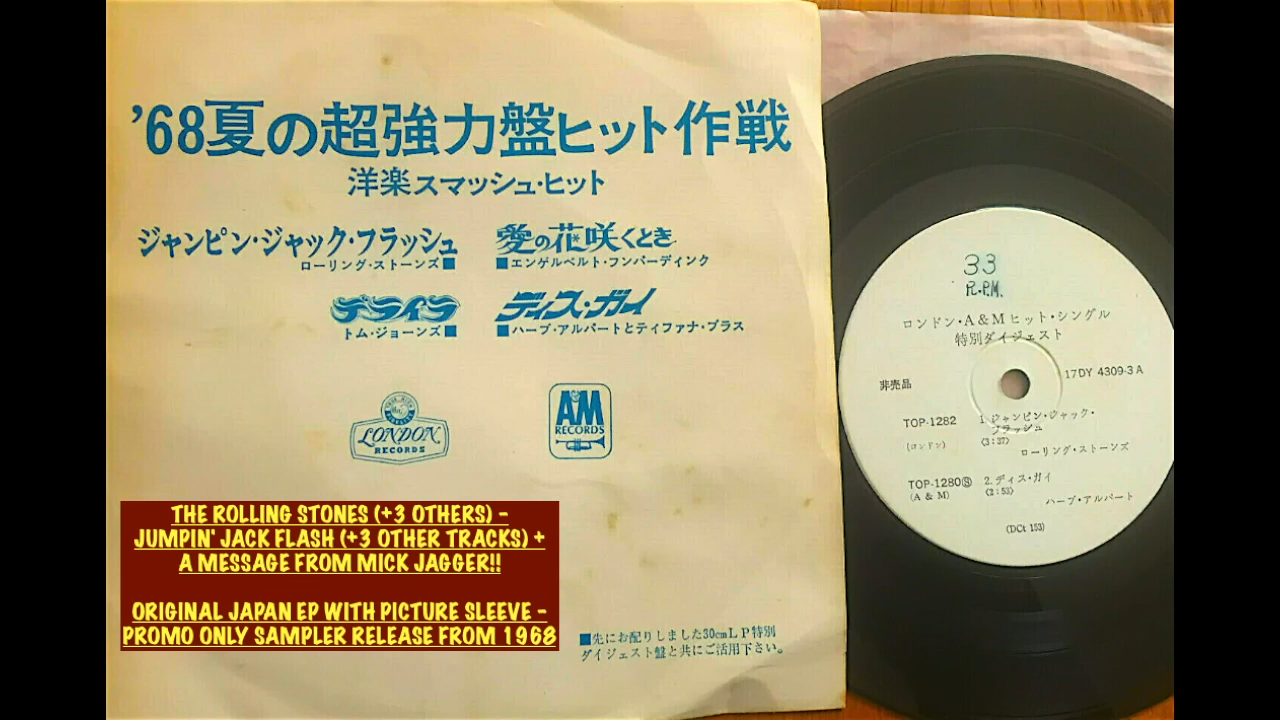 '68夏の超強力盤ヒット作戦
洋楽スマッシュ・ヒット
ジャンピン・ジャック・フラッシュ
ローリング・ストーンズ■
愛の花咲くとき
■エンゲルベルト・フンパーディンク
デライラ
トム・ジョーンズ■
ディス・ガイ
■ハーブ・アルパートとティファナ・ブラス
LONDON
RECORDS
A&M
RECORDS
■先にお配りしました30cmLP特別
ダイジェスト盤と共にご活用下さい。
THE ROLLING STONES (+3 OTHERS) -
JUMPIN' JACK FLASH (+3 OTHER TRACKS) +
A MESSAGE FROM MICK JAGGER!!
ORIGINAL JAPAN EP WITH PICTURE SLEEVE -
PROMO ONLY SAMPLER RELEASE FROM 1968
33
R.P.M.
ロンドン・A&Mヒット・シングル
特別ダイジェスト
非売品
17DY 4309-3A
TOP-1282
(ロンドン)
1.ジャンピン・ジャック・
フラッシュ
(3:37)
ローリング・ストーンズ
TOP-1280Ⓢ
(A & M)
2.ディス・ガイ
(2:53)
ハーブ・アルパート
(DCt 153)